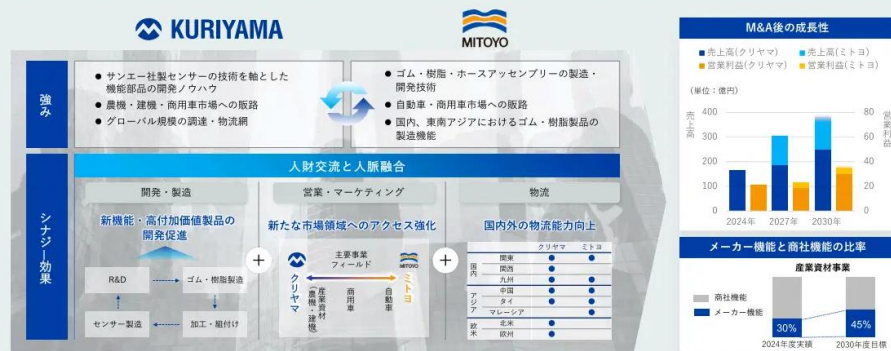 KURIYAMA
MITOYO
強み
● サンエー社製センサーの技術を軸とした
機能部品の開発ノウハウ
● 農機・建機・商用車市場への販路
● グローバル規模の調達・物流網
● ゴム・樹脂・ホースアッセンブリーの製造・
開発技術
● 自動車・商用車市場への販路
● 国内、東南アジアにおけるゴム・樹脂製品の
製造機能
シナジー効果
人財交流と人脈融合
開発・製造
新機能・高付加価値製品の
開発促進
R&D
ゴム・樹脂製造
センサー製造
加工・組付け
+
営業・マーケティング
新たな市場領域へのアクセス強化
主要事業
フィールド
クリヤマ
MITOYO
ミトヨ
産業資材
(農機・建機)
商用車
自動車
+
物流
国内外の物流能力向上
クリヤマ ミトヨ
国内
関東 ● ●
関西 ●
九州 ● ●
アジア
中国 ● ●
タイ ● ●
マレーシア ●
欧米
北米 ●
欧州 ●
M&A後の成長性
■売上高(クリヤマ) ■売上高(ミトヨ)
■営業利益(クリヤマ) ■営業利益(ミトヨ)
(単位：億円)
売上高
営業利益
400 80
300 60
200 40
100 20
0 0
2024年 2027年 2030年
メーカー機能と商社機能の比率
産業資材事業
商社機能
メーカー機能
30% 45%
2024年度実績 2030年度目標